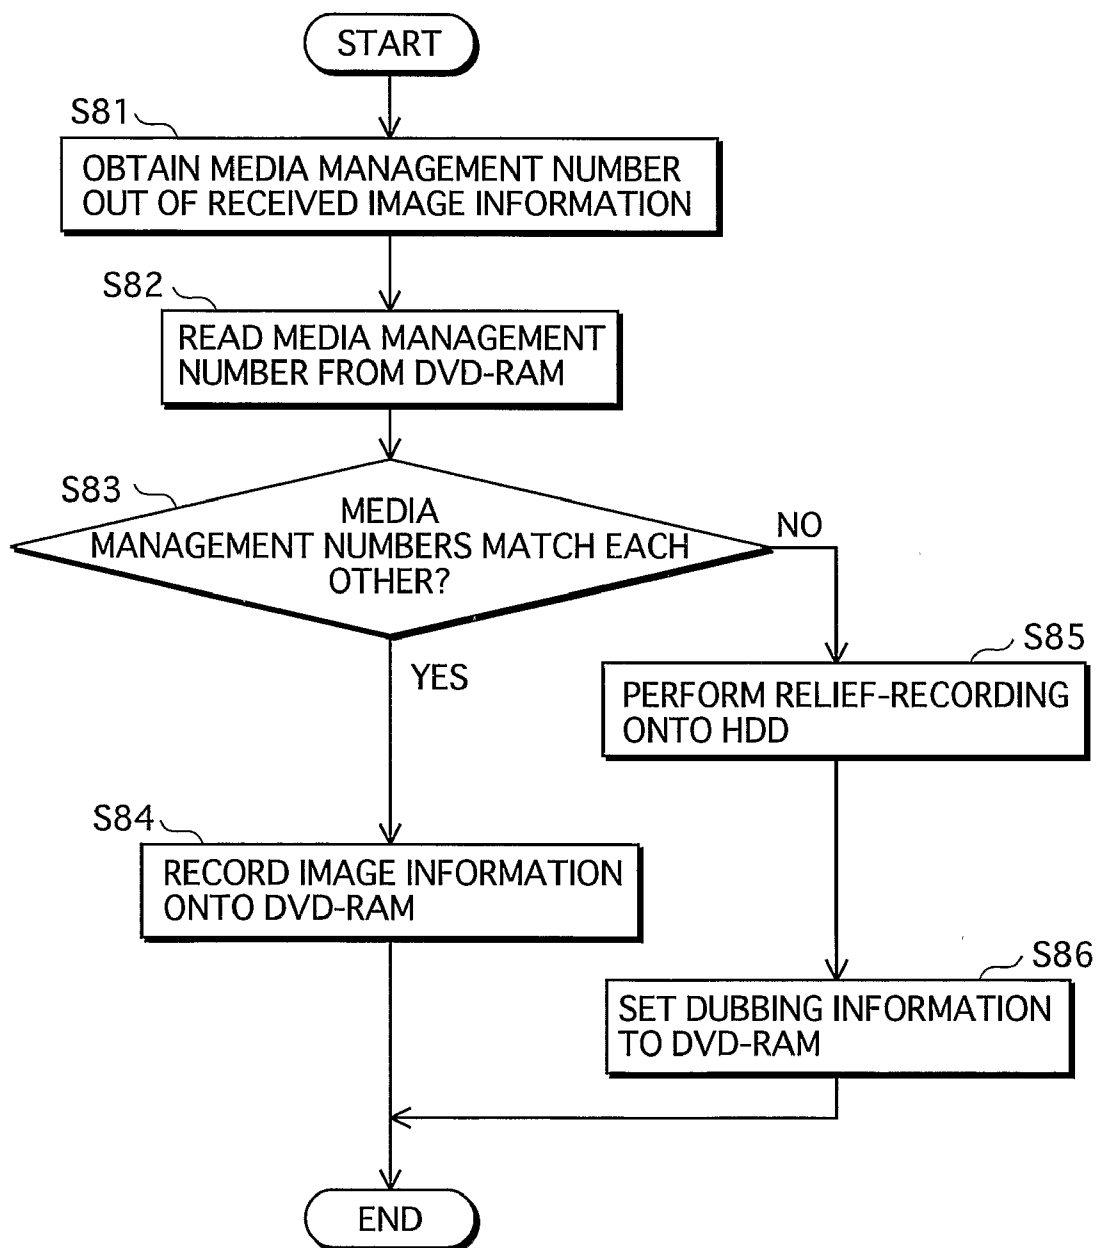 START
S81
OBTAIN MEDIA MANAGEMENT NUMBER
OUT OF RECEIVED IMAGE INFORMATION
S82
READ MEDIA MANAGEMENT
NUMBER FROM DVD-RAM
S83
MEDIA
MANAGEMENT NUMBERS MATCH EACH
OTHER?
NO
YES
S85
PERFORM RELIEF-RECORDING
ONTO HDD
S84
RECORD IMAGE INFORMATION
ONTO DVD-RAM
S86
SET DUBBING INFORMATION
TO DVD-RAM
END